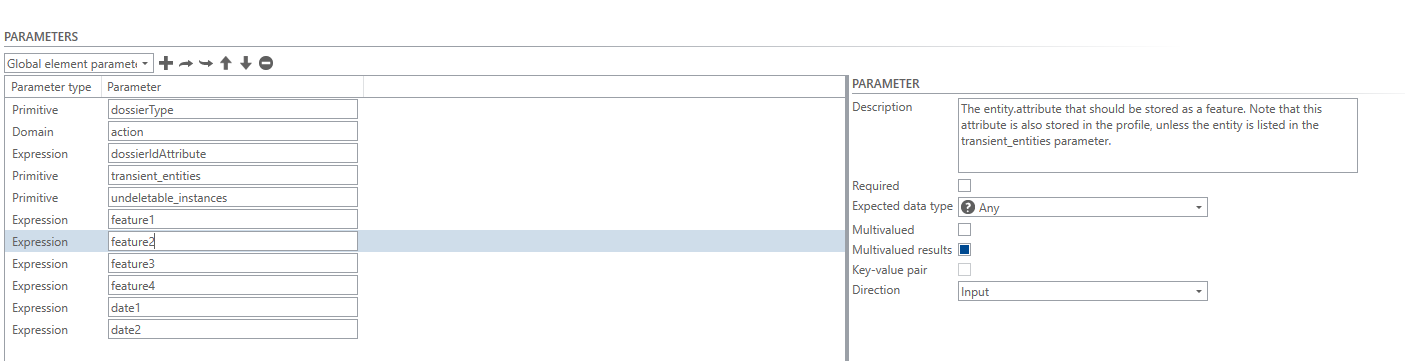 PARAMETERS
Global element paramete
Parameter type Parameter
Primitive dossierType
Domain action
Expression dossierIdAttribute
Primitive transient_entities
Primitive undeletable_instances
Expression feature1
Expression feature2
Expression feature3
Expression feature4
Expression date1
Expression date2
PARAMETER
Description The entity.attribute that should be stored as a feature. Note that this
attribute is also stored in the profile, unless the entity is listed in the
transient_entities parameter.
Required
Expected data type ? Any
Multivalued
Multivalued results
Key-value pair
Direction Input